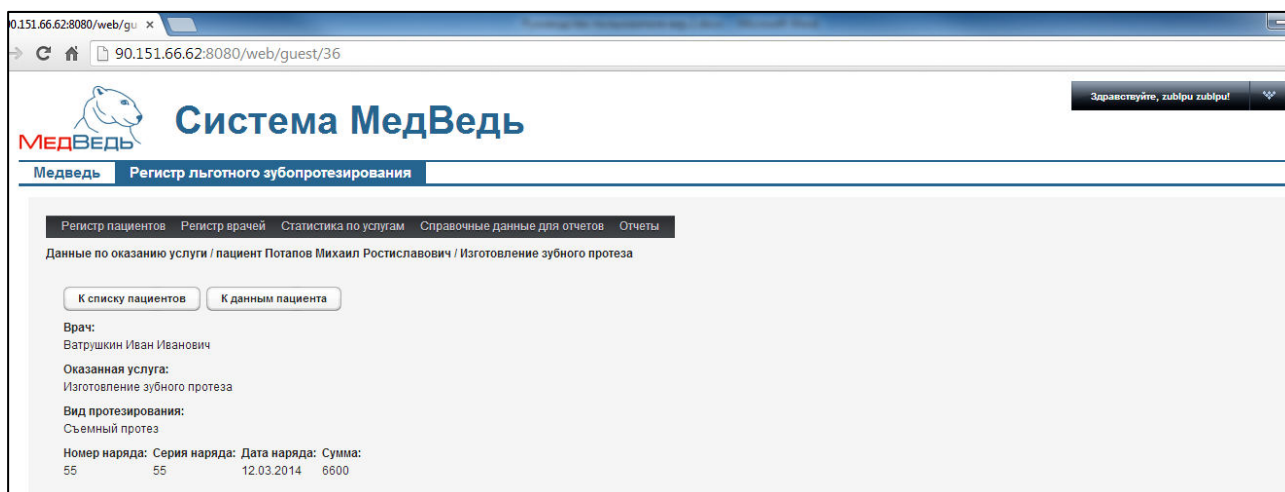 0.151.66.62:8080/web/gu ×
90.151.66.62:8080/web/guest/36
Здравствуйте, zublpu zublpu!
МЕДВЕДЬ
Система МедВедь
Медведь Регистр льготного зубопротезирования
Регистр пациентов Регистр врачей Статистика по услугам Справочные данные для отчетов Отчеты
Данные по оказанию услуги / пациент Потапов Михаил Ростиславович / Изготовление зубного протеза
К списку пациентов К данным пациента
Врач:
Ватрушкин Иван Иванович
Оказанная услуга:
Изготовление зубного протеза
Вид протезирования:
Съемный протез
Номер наряда: Серия наряда: Дата наряда: Сумма:
55 55 12.03.2014 6600